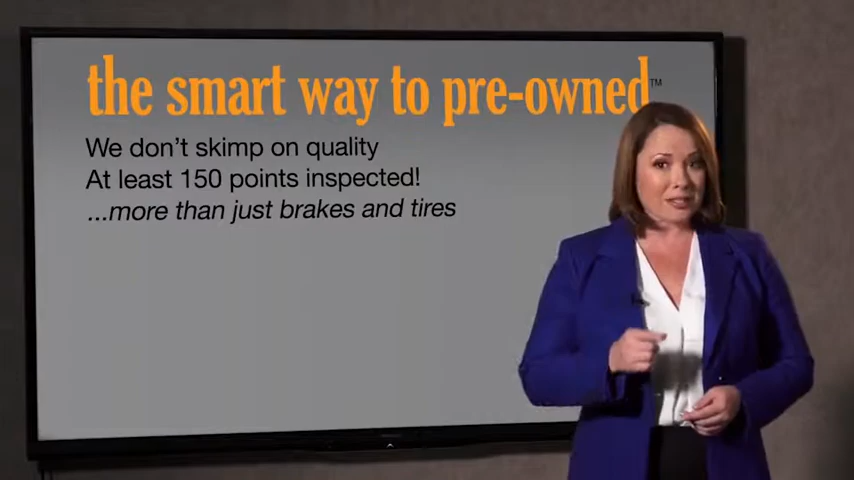 the smart way to pre-owned™
We don't skimp on quality
At least 150 points inspected!
...more than just brakes and tires